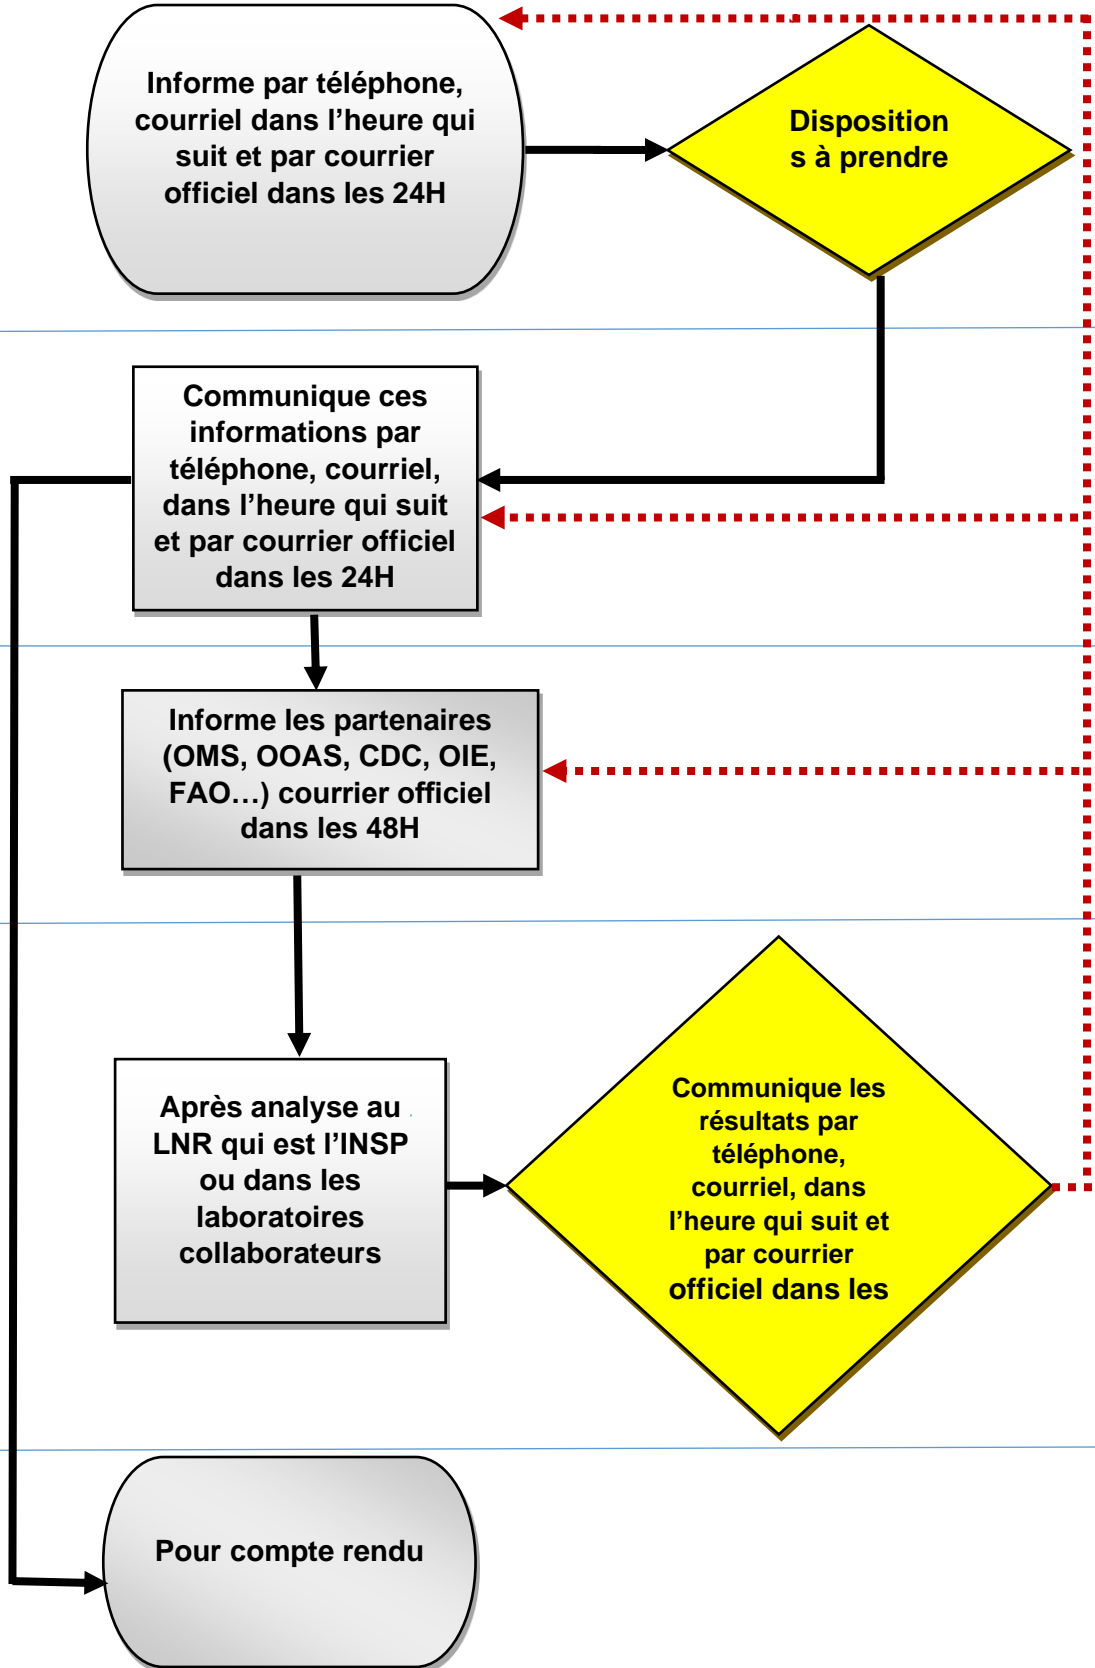 Informe par téléphone,
courriel dans l’heure qui
suit et par courrier
officiel dans les 24H
Disposition
s à prendre
Communique ces
informations par
téléphone, courriel,
dans l’heure qui suit
et par courrier officiel
dans les 24H
Informe les partenaires
(OMS, OOAS, CDC, OIE,
FAO…) courrier officiel
dans les 48H
Après analyse au
LNR qui est l’INSP
ou dans les
laboratoires
collaborateurs
Communique les
résultats par
téléphone,
courriel, dans
l’heure qui suit et
par courrier
officiel dans les
Pour compte rendu